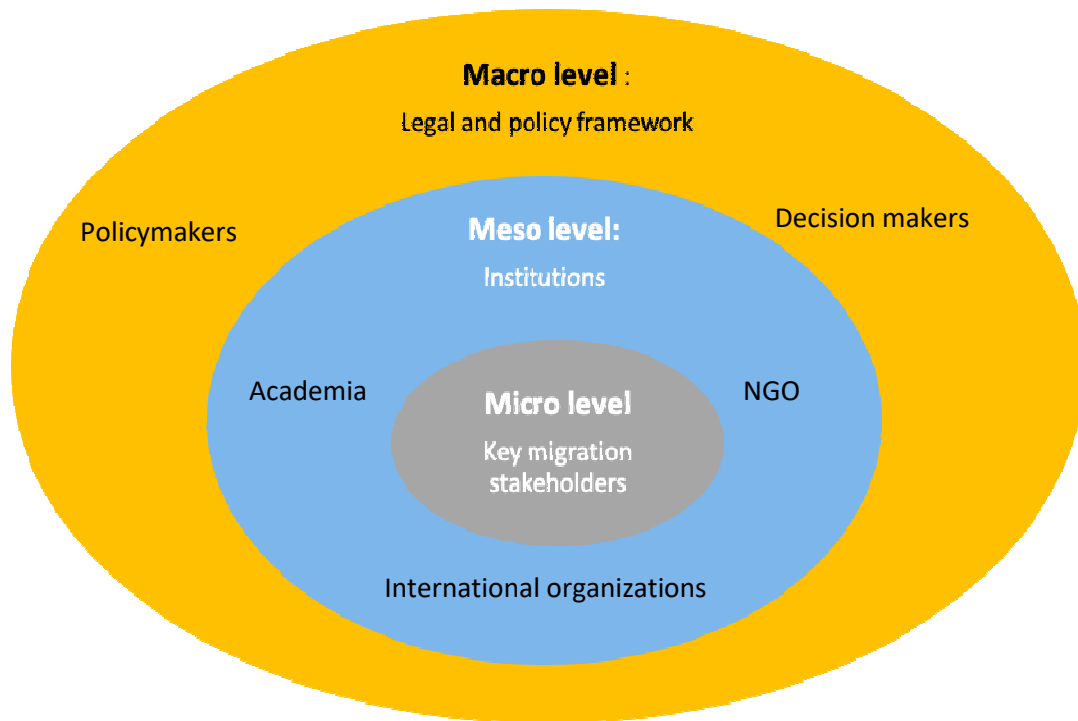 Macro level :
Legal and policy framework
Policymakers
Decision makers
Meso level:
Institutions
Academia
NGO
Micro level
Key migration
stakeholders
International organizations